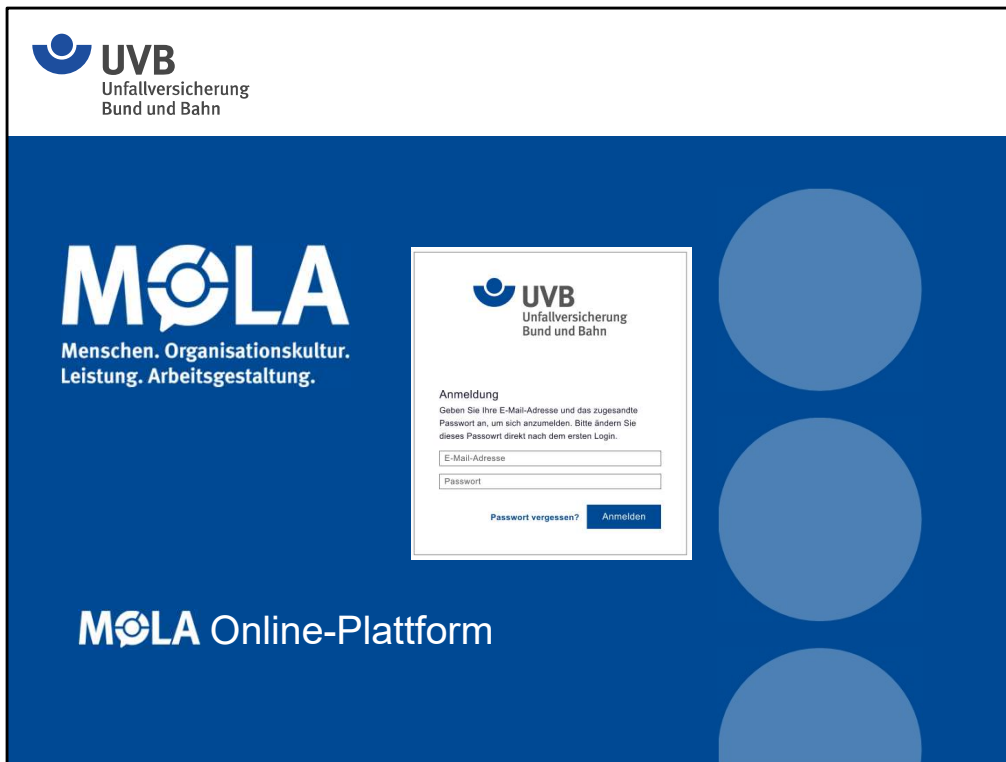 UVB
Unfallversicherung
Bund und Bahn
MOLA
Menschen. Organisationskultur.
Leistung. Arbeitsgestaltung.
UVB
Unfallversicherung
Bund und Bahn
Anmeldung
Geben Sie Ihre E-Mail-Adresse und das zugesandte
Passwort an, um sich anzumelden. Bitte ändern Sie
dieses Passowrt direkt nach dem ersten Login.
E-Mail-Adresse
Passwort
Passwort vergessen? Anmelden
MOLA Online-Plattform